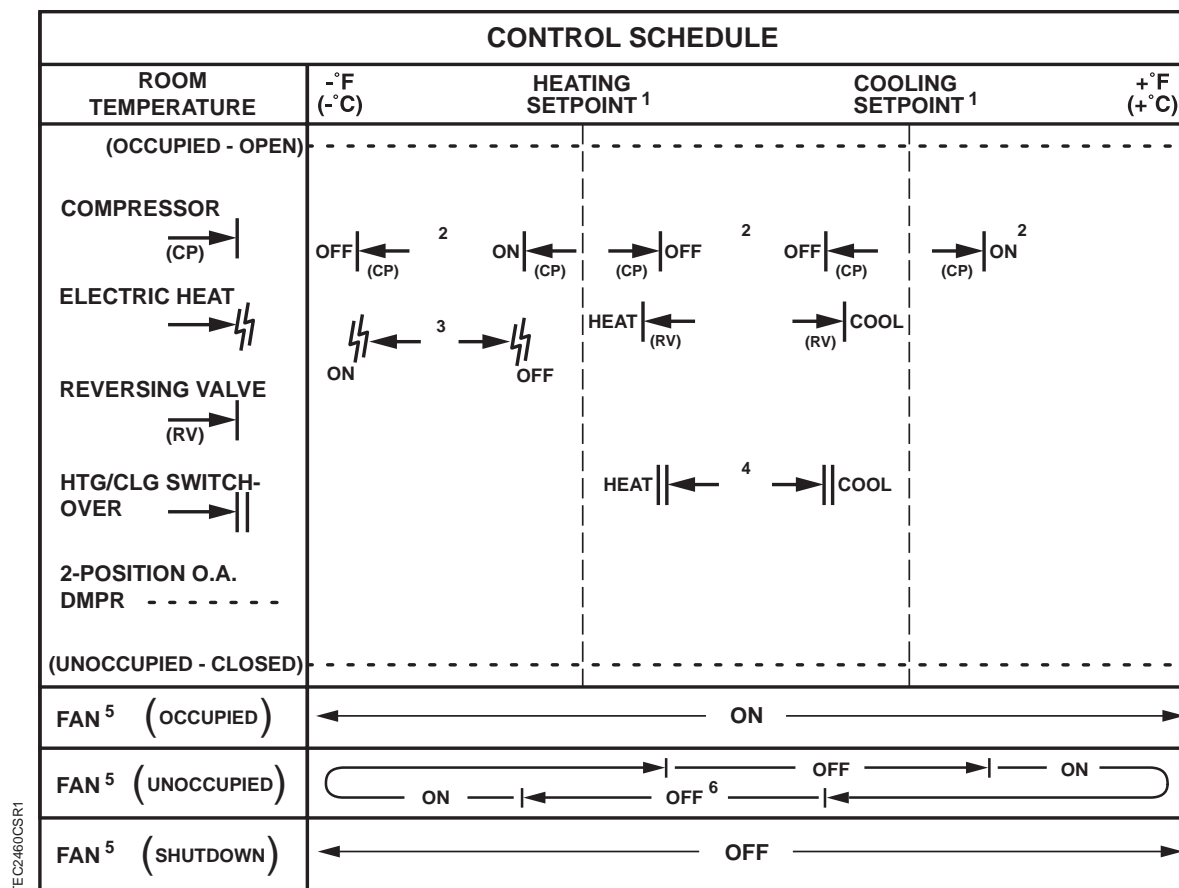 CONTROL SCHEDULE
ROOM
TEMPERATURE
-°F
(-°C)
HEATING
SETPOINT 1
COOLING
SETPOINT 1
+°F
(+°C)
(OCCUPIED - OPEN)
COMPRESSOR
(CP)
OFF (CP) 2 ON (CP) (CP) OFF 2 OFF (CP) (CP) ON 2
ELECTRIC HEAT
ON 3 OFF
HEAT (RV) (RV) COOL
REVERSING VALVE
(RV)
HTG/CLG SWITCH-
OVER
HEAT 4 COOL
2-POSITION O.A.
DMPR - - - - - - -
(UNOCCUPIED - CLOSED)
FAN 5 (OCCUPIED) ON
FAN 5 (UNOCCUPIED) OFF ON
ON OFF 6
FAN 5 (SHUTDOWN) OFF
TEC2460CSR1